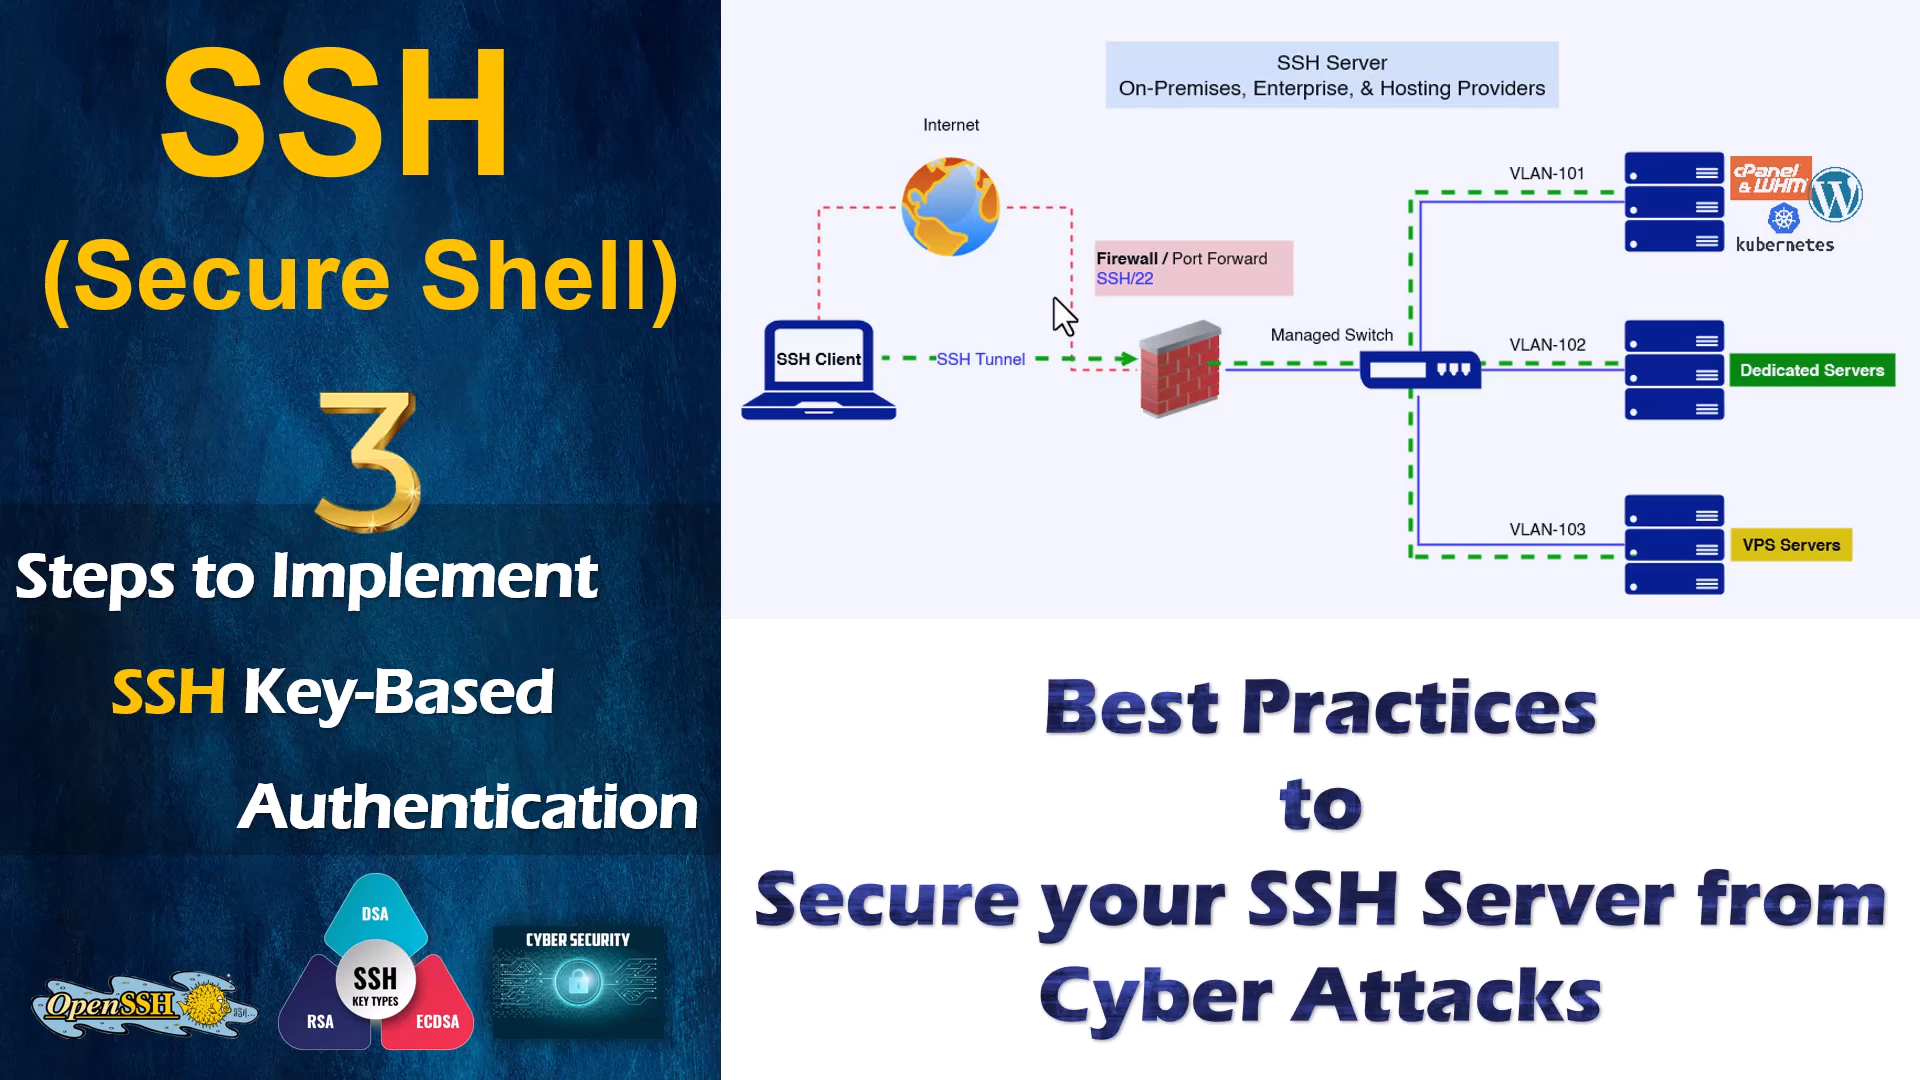 SSH
(Secure Shell)
3
Steps to Implement
SSH Key-Based
Authentication
OpenSSH
DSA
SSH
KEY TYPES
RSA
ECDSA
CYBER SECURITY
SSH Server
On-Premises, Enterprise, & Hosting Providers
Internet
Firewall / Port Forward
SSH/22
SSH Client
SSH Tunnel
Managed Switch
VLAN-101
cPanel
& WHM
W
kubernetes
VLAN-102
Dedicated Servers
VLAN-103
VPS Servers
Best Practices
to
Secure your SSH Server from
Cyber Attacks